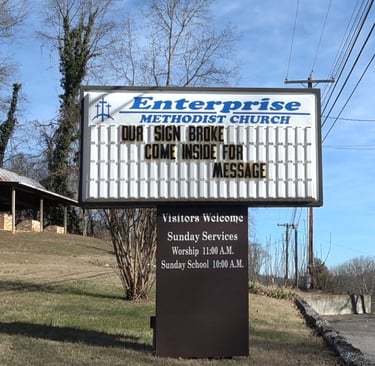 Enterprise
METHODIST CHURCH
OUR SIGN BROKE
COME INSIDE FOR
MESSAGE
Visitors Welcome
Sunday Services
Worship 11:00 A.M.
Sunday School 10:00 A.M.